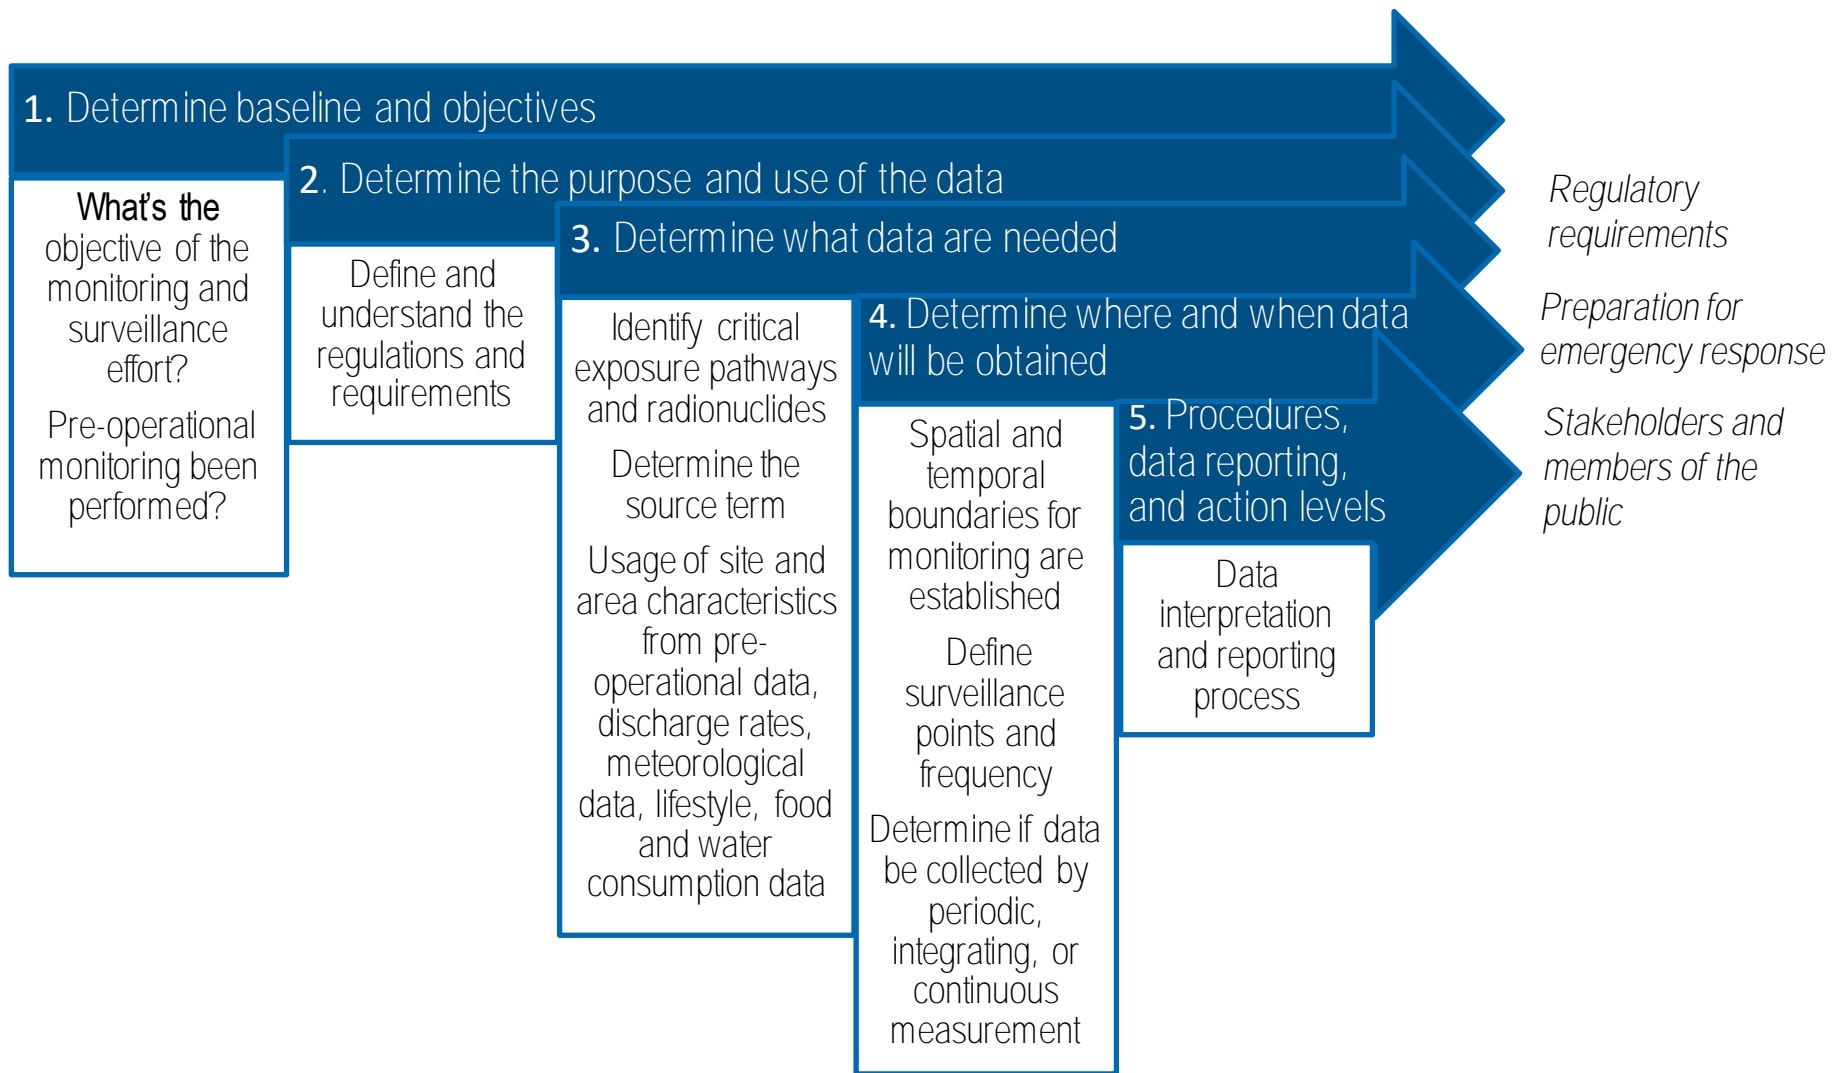 1. Determine baseline and objectives
What's the
objective of the
monitoring and
surveillance
effort?
Pre-operational
monitoring been
performed?
2. Determine the purpose and use of the data
Define and
understand the
regulations and
requirements
3. Determine what data are needed
Identify critical
exposure pathways
and radionuclides
Determine the
source term
Usage of site and
area characteristics
from pre-
operational data,
discharge rates,
meteorological
data, lifestyle, food
and water
consumption data
4. Determine where and when data
will be obtained
Spatial and
temporal
boundaries for
monitoring are
established
Define
surveillance
points and
frequency
Determine if data
be collected by
periodic,
integrating, or
continuous
measurement
5. Procedures,
data reporting,
and action levels
Data
interpretation
and reporting
process
Regulatory
requirements
Preparation for
emergency response
Stakeholders and
members of the
public